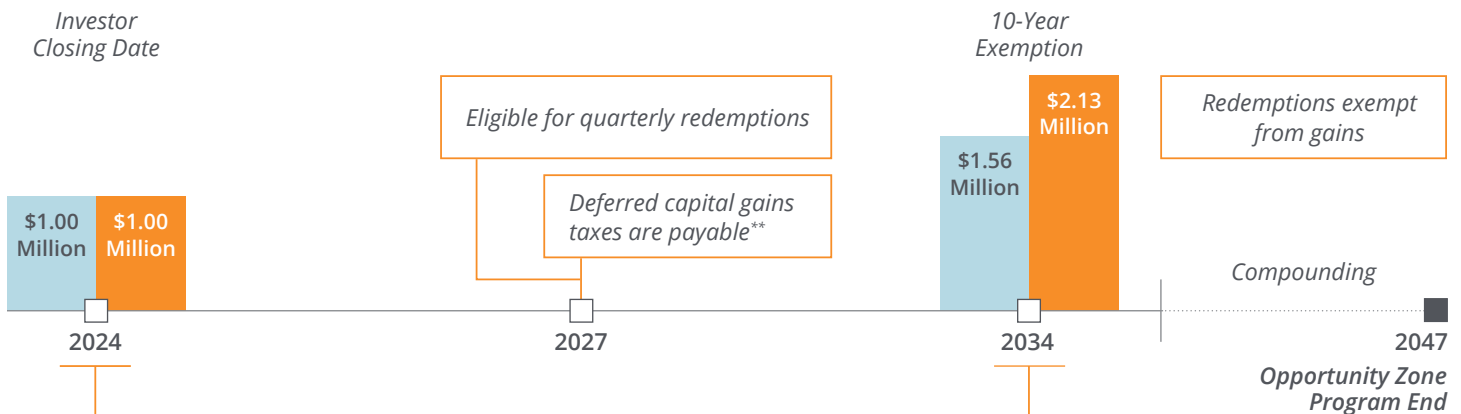 Investor
Closing Date
10-Year
Exemption
Eligible for quarterly redemptions
$2.13
Million
Redemptions exempt
from gains
$1.56
Million
Deferred capital gains
taxes are payable**
$1.00
Million
$1.00
Million
Compounding
2024
2027
2034
2047
Opportunity Zone
Program End